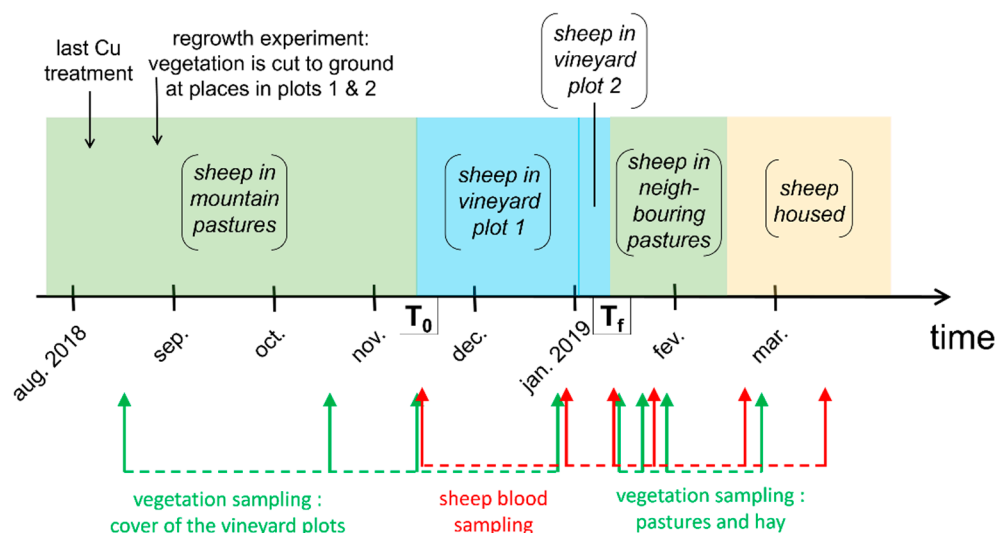 last Cu
treatment
regrowth experiment:
vegetation is cut to ground
at places in plots 1 & 2
sheep in
vineyard
plot 2
sheep in
mountain
pastures
sheep in
vineyard
plot 1
sheep in
neigh-
bouring
pastures
sheep
housed
T0
Tf
aug. 2018
sep.
oct.
nov.
dec.
jan. 2019
fev.
mar.
time
vegetation sampling :
cover of the vineyard plots
sheep blood
sampling
vegetation sampling :
pastures and hay